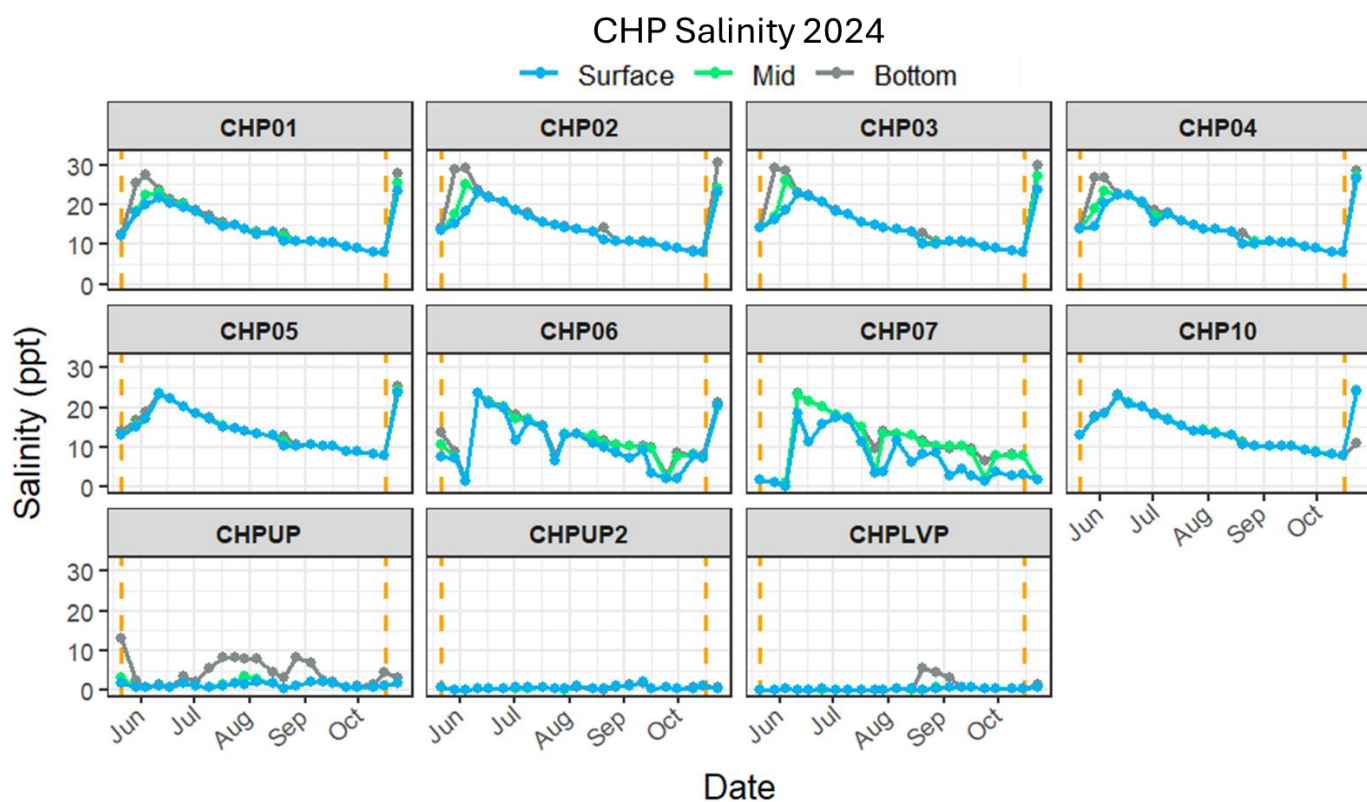 CHP Salinity 2024
Surface Mid Bottom
CHP01 CHP02 CHP03 CHP04
30
20
10
0
CHP05 CHP06 CHP07 CHP10
30
20
10
0
Jun Jul Aug Sep Oct
CHPUP CHPUP2 CHPLVP
30
20
10
0
Jun Jul Aug Sep Oct Jun Jul Aug Sep Oct Jun Jul Aug Sep Oct
Salinity (ppt)
Date